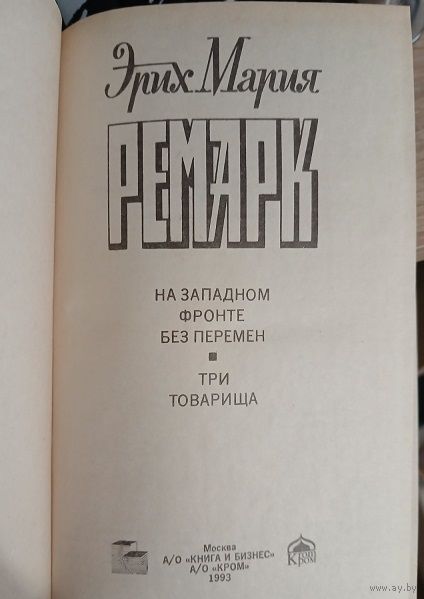 Эрих Мария
РЕМАРК
НА ЗАПАДНОМ
ФРОНТЕ
БЕЗ ПЕРЕМЕН
ТРИ
ТОВАРИЩА
Москва
А/О «КНИГА И БИЗНЕС»
А/О «КРОМ»
1993
Кром
www.ay.by